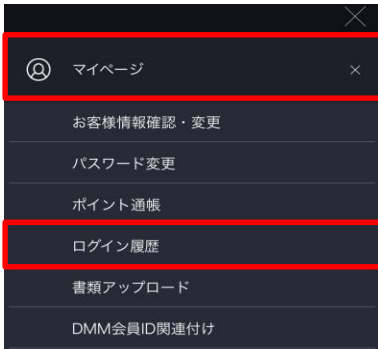 マイページ
お客様情報確認・変更
パスワード変更
ポイント通帳
ログイン履歴
書類アップロード
DMM会員ID関連付け